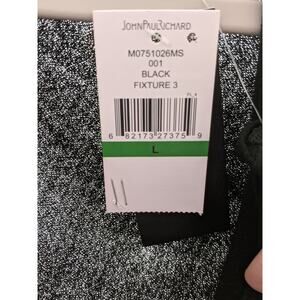 JOHNPAULRICHARD
M0751026MS
001
BLACK
FIXTURE 3
6 82173 27375 9
L